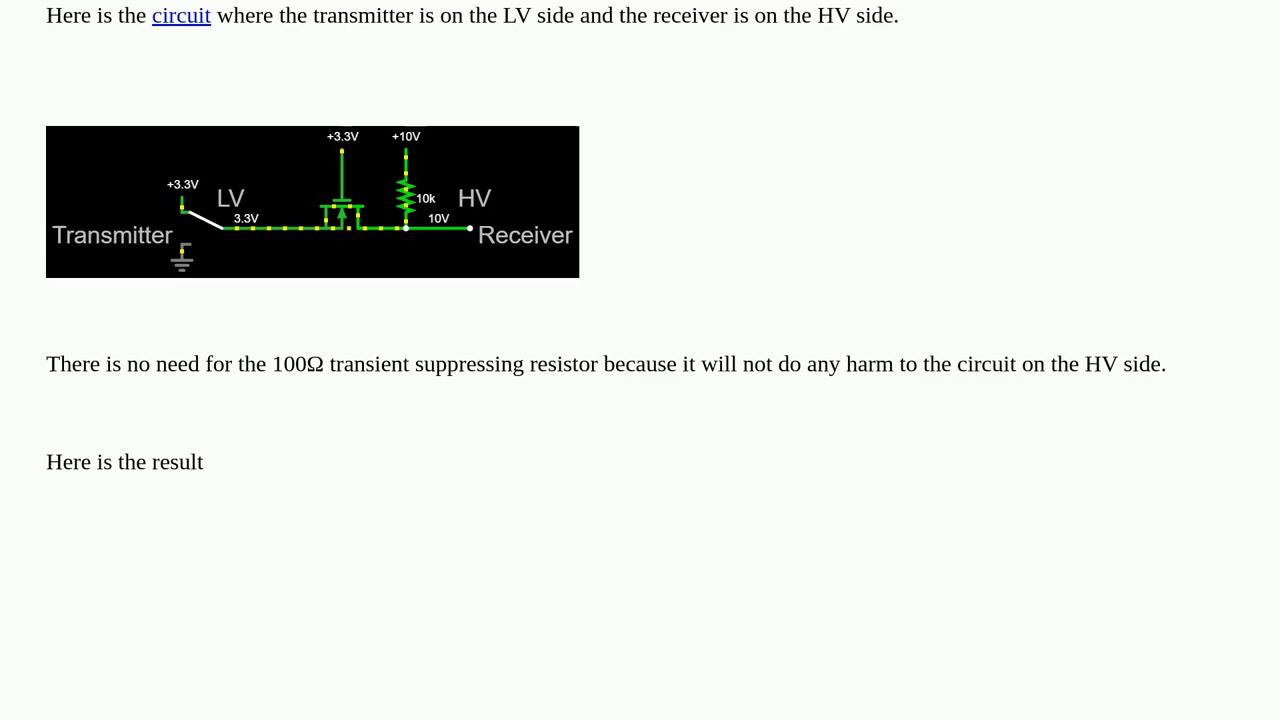 Here is the circuit where the transmitter is on the LV side and the receiver is on the HV side.
+3.3V +10V
+3.3V
LV 10k HV
3.3V 10V
Transmitter Receiver
There is no need for the 100Ω transient suppressing resistor because it will not do any harm to the circuit on the HV side.
Here is the result